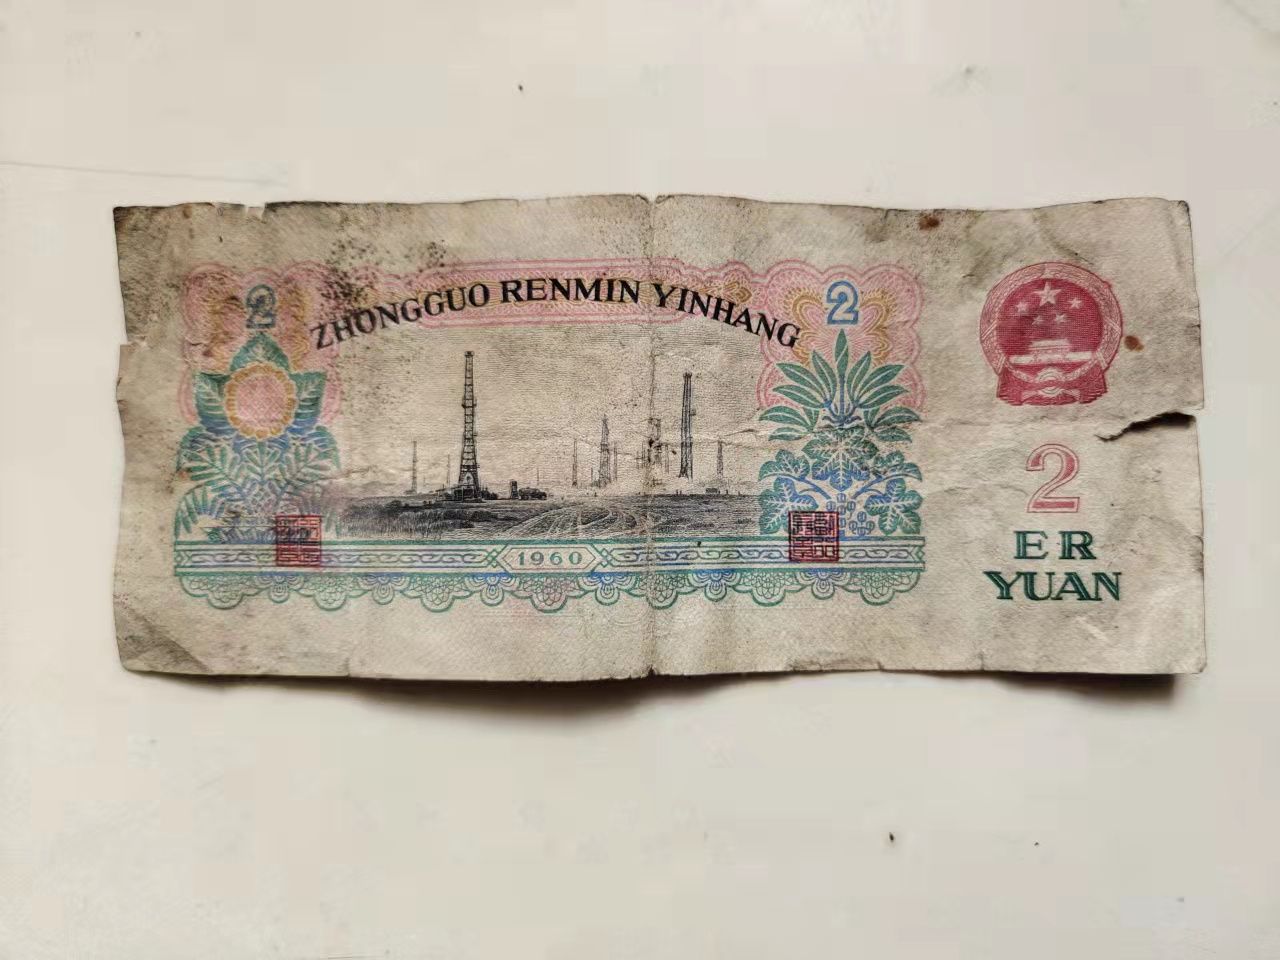 2
ZHONGGUO RENMIN YINHANG
2
1960
2
ER
YUAN